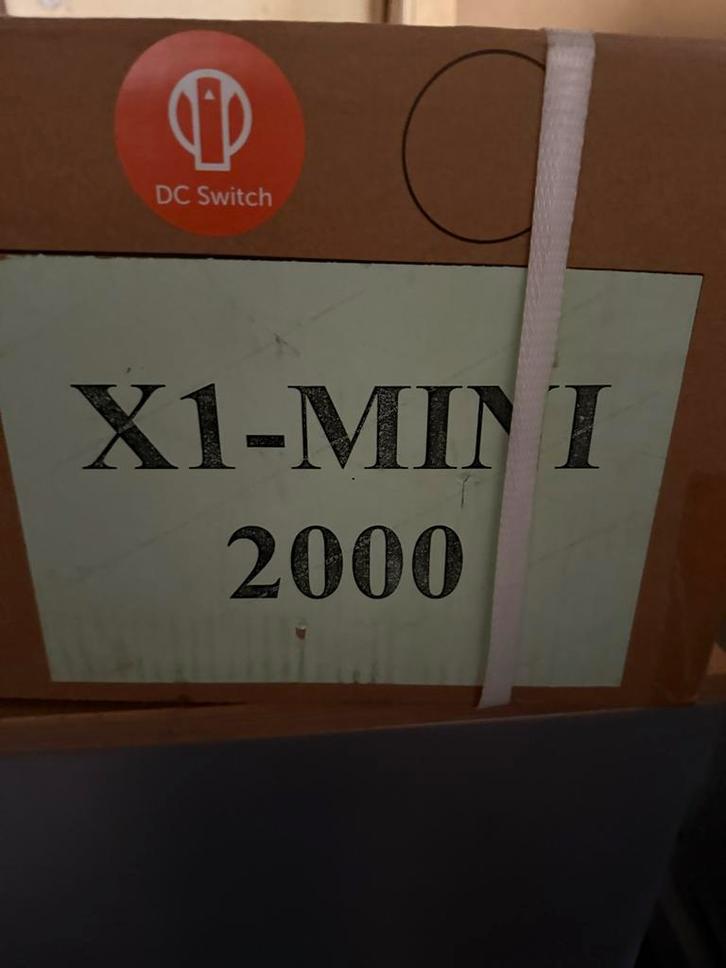 DC Switch
X1-MINI
2000